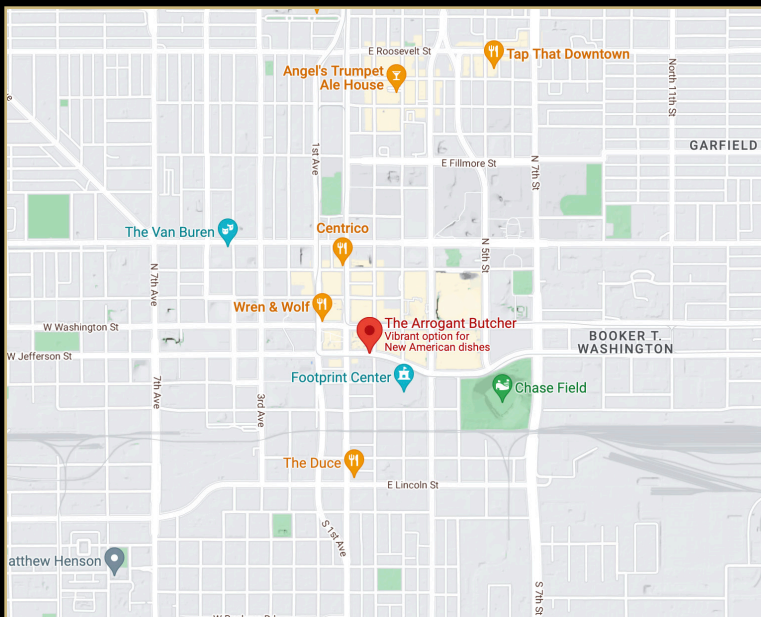 E Roosevelt St
Tap That Downtown
Angel's Trumpet
Ale House
North 11th St
1st Ave
GARFIELD
E Fillmore St
N 7th St
The Van Buren
Centrico
N 5th St
N 7th Ave
Wren & Wolf
W Washington St
The Arrogant Butcher
Vibrant option for
New American dishes
BOOKER T.
WASHINGTON
W Jefferson St
Footprint Center
Chase Field
7th Ave
3rd Ave
The Duce
E Lincoln St
S 1st Ave
atthew Henson
S 7th St